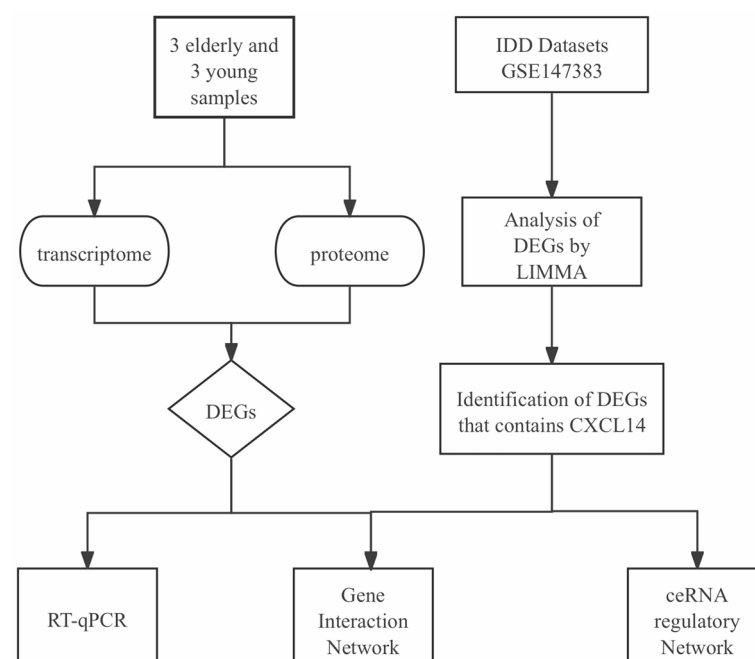 3 elderly and
3 young
samples
IDD Datasets
GSE147383
transcriptome
proteome
Analysis of
DEGs by
LIMMA
DEGs
Identification of DEGs
that contains CXCL14
RT-qPCR
Gene
Interaction
Network
ceRNA
regulatory
Network